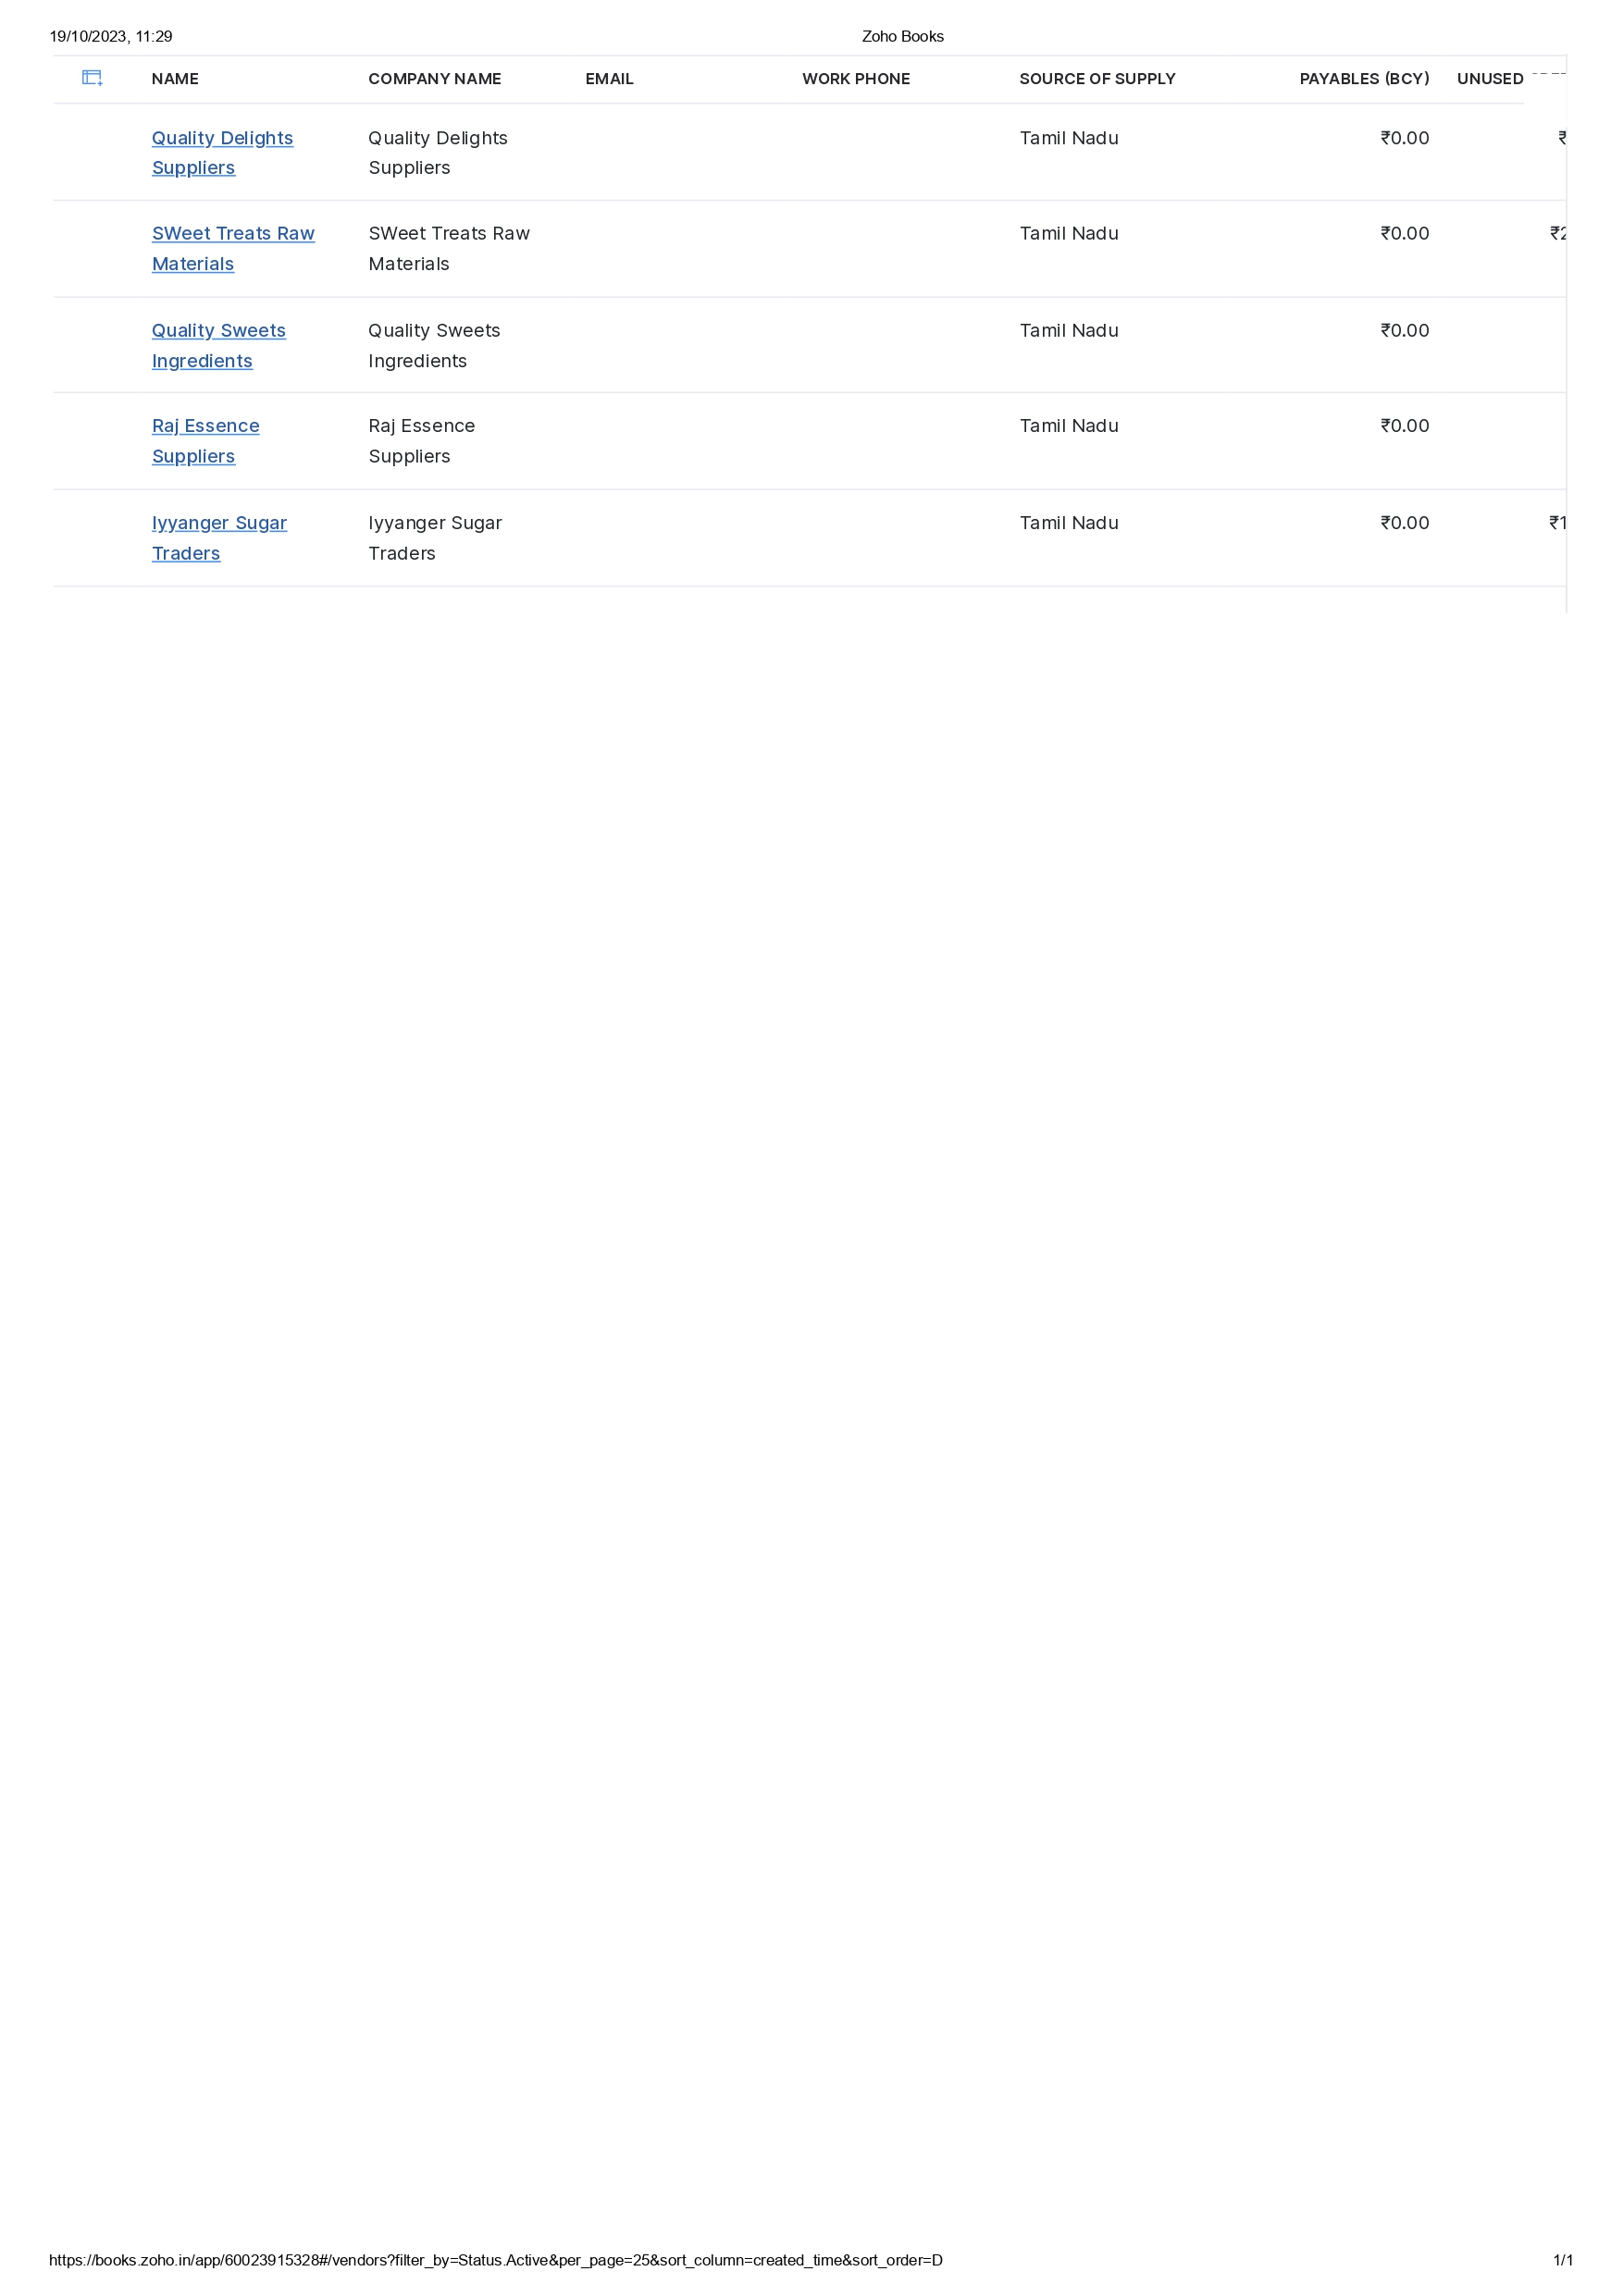 19/10/2023, 11:29 Zoho Books
NAME COMPANY NAME EMAIL WORK PHONE SOURCE OF SUPPLY PAYABLES (BCY) UNUSED
Quality Delights Quality Delights Tamil Nadu ₹0.00 ₹
Suppliers Suppliers
SWeet Treats Raw SWeet Treats Raw Tamil Nadu ₹0.00 ₹2
Materials Materials
Quality Sweets Quality Sweets Tamil Nadu ₹0.00
Ingredients Ingredients
Raj Essence Raj Essence Tamil Nadu ₹0.00
Suppliers Suppliers
Iyyanger Sugar Iyyanger Sugar Tamil Nadu ₹0.00 ₹1
Traders Traders
https://books.zoho.in/app/60023915328#/vendors?filter_by=Status.Active&per_page=25&sort_column=created_time&sort_order=D 1/1